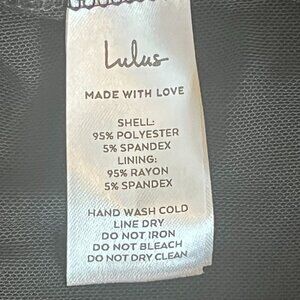 Lulus
MADE WITH LOVE
SHELL:
95% POLYESTER
5% SPANDEX
LINING:
95% RAYON
5% SPANDEX
HAND WASH COLD
LINE DRY
DO NOT IRON
DO NOT BLEACH
DO NOT DRY CLEAN